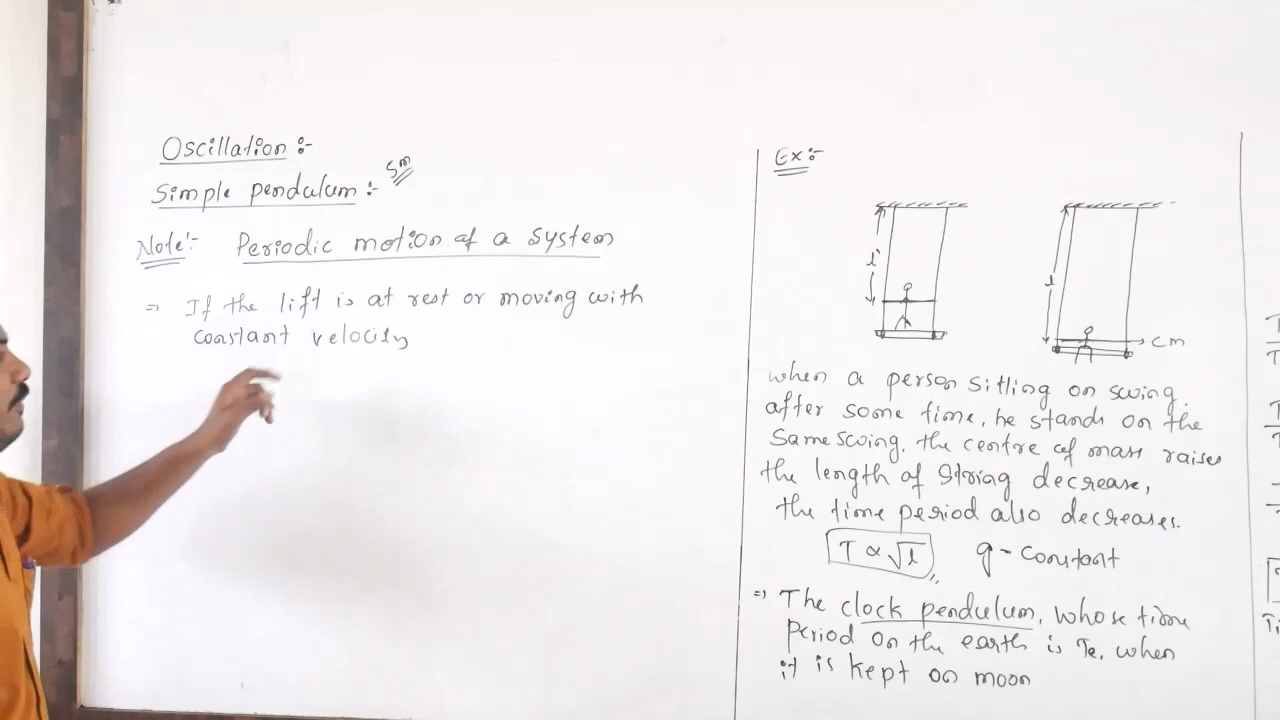 Oscillation :-
Simple pendulum :- 5m
Note :- Periodic motion of a system
⇒ If the lift is at rest or moving with
constant velocity
Ex :-
l'
l
cm
when a person sitting on swing.
after some time, he stands on the
same swing. the centre of mass raises
the length of string decrease,
the time period also decreases.
T ∝ √l g - constant
⇒ The clock pendulum, whose time
period on the earth is Te, when
it is kept on moon